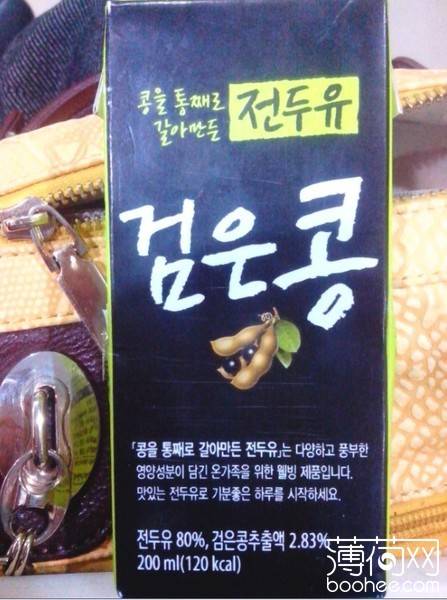 콩을 통째로
갈아만든
전두유
검은콩
「콩을 통째로 갈아만든 전두유」는 다양하고 풍부한
영양성분이 담긴 온가족을 위한 웰빙 제품입니다.
맛있는 전두유로 기분좋은 하루를 시작하세요.
전두유 80%, 검은콩추출액 2.83%
200 ml(120 kcal)
薄荷网
boohee.com